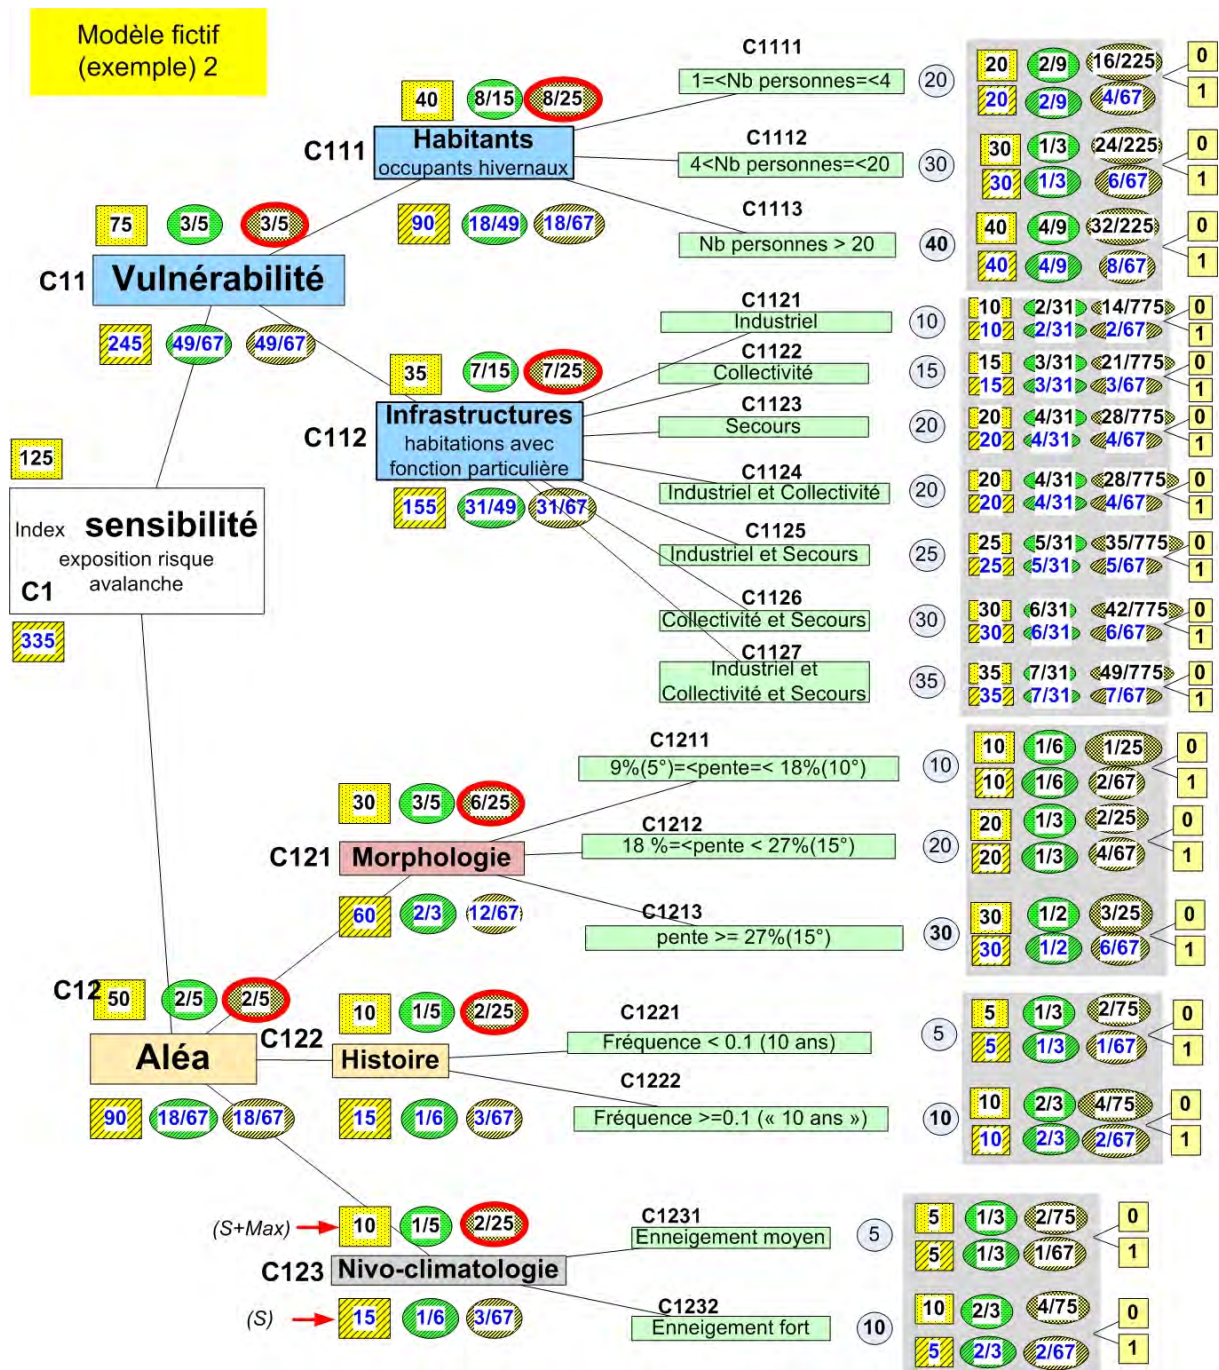 Modèle fictif
(exemple) 2
C111
40 8/15 8/25
Habitants
occupants hivernaux
90 18/49 18/67
C1111
1=<Nb personnes=<4
20
20 2/9 16/225
20 2/9 4/67
0
1
C1112
4<Nb personnes=<20
30
30 1/3 24/225
30 1/3 6/67
0
1
C1113
Nb personnes > 20
40
40 4/9 32/225
40 4/9 8/67
0
1
75 3/5 3/5
C11
Vulnérabilité
245 49/67 49/67
35 7/15 7/25
C112
Infrastructures
habitations avec
fonction particulière
155 31/49 31/67
C1121
Industriel
10
10 2/31 14/775
10 2/31 2/67
0
1
C1122
Collectivité
15
15 3/31 21/775
15 3/31 3/67
0
1
C1123
Secours
20
20 4/31 28/775
20 4/31 4/67
0
1
C1124
Industriel et Collectivité
20
20 4/31 28/775
20 4/31 4/67
0
1
C1125
Industriel et Secours
25
25 5/31 35/775
25 5/31 5/67
0
1
C1126
Collectivité et Secours
30
30 6/31 42/775
30 6/31 6/67
0
1
C1127
Industriel et
Collectivité et Secours
35
35 7/31 49/775
35 7/31 7/67
0
1
125
Index sensibilité
exposition risque
avalanche
C1
335
30 3/5 6/25
C121
Morphologie
60 2/3 12/67
C1211
9%(5°)=<pente=< 18%(10°)
10
10 1/6 1/25
10 1/6 2/67
0
1
C1212
18 %=<pente < 27%(15°)
20
20 1/3 2/25
20 1/3 4/67
0
1
C1213
pente >= 27%(15°)
30
30 1/2 3/25
30 1/2 6/67
0
1
C12
50 2/5 2/5
Aléa
90 18/67 18/67
10 1/5 2/25
C122
Histoire
15 1/6 3/67
C1221
Fréquence < 0.1 (10 ans)
5
5 1/3 2/75
5 1/3 1/67
0
1
C1222
Fréquence >=0.1 (« 10 ans »)
10
10 2/3 4/75
10 2/3 2/67
0
1
(S+Max)
10 1/5 2/25
C123
Nivo-climatologie
(S)
15 1/6 3/67
C1231
Enneigement moyen
5
5 1/3 2/75
5 1/3 1/67
0
1
C1232
Enneigement fort
10
10 2/3 4/75
5 2/3 2/67
0
1